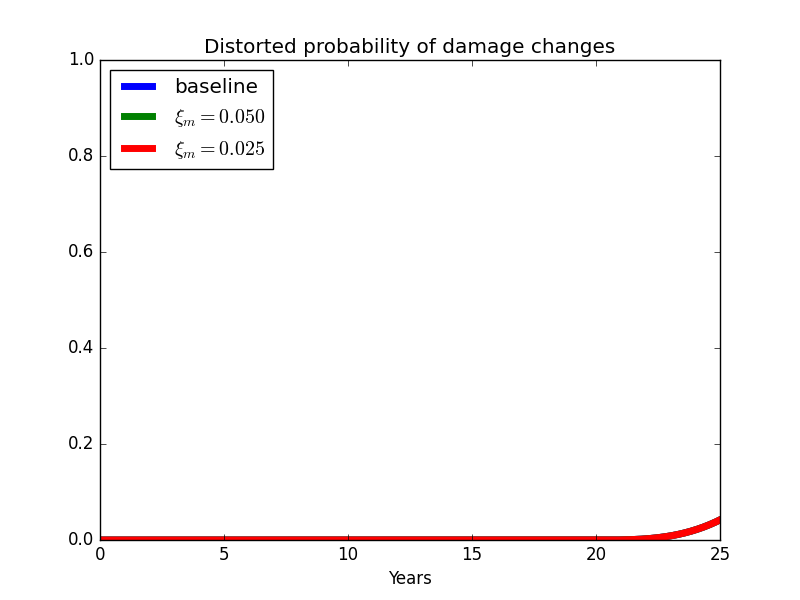 Distorted probability of damage changes
1.0
baseline
ξₘ = 0.050
ξₘ = 0.025
0.8
0.6
0.4
0.2
0.0
0 5 10 15 20 25
Years